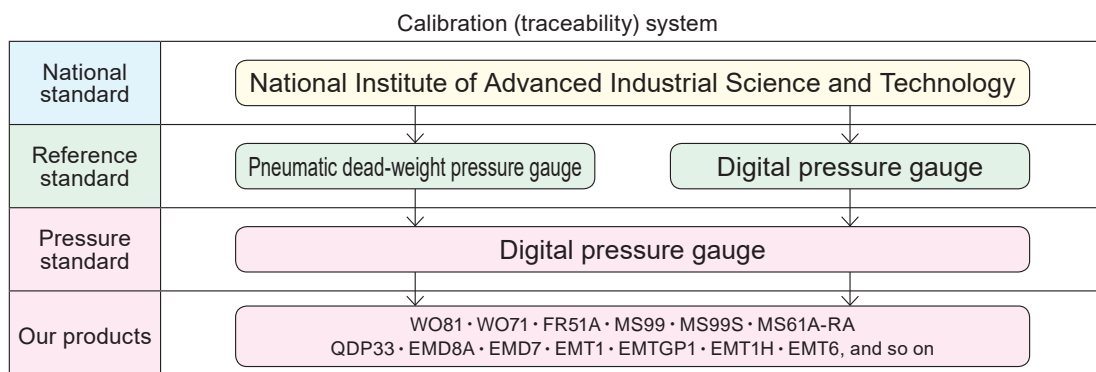 Calibration (traceability) system
National
standard
National Institute of Advanced Industrial Science and Technology
Reference
standard
Pneumatic dead-weight pressure gauge
Digital pressure gauge
Pressure
standard
Digital pressure gauge
Our products
WO81・WO71・FR51A・MS99・MS99S・MS61A-RA
QDP33・EMD8A・EMD7・EMT1・EMTGP1・EMT1H・EMT6, and so on